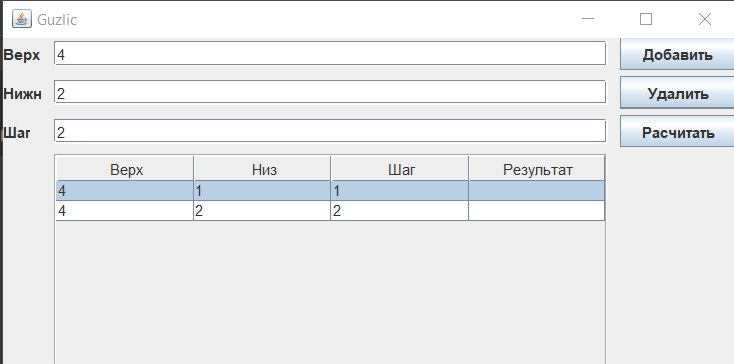 Guzlic
Верх 4 Добавить
Нижн 2 Удалить
Шаг 2 Расчитать
Верх Низ Шаг Результат
4 1 1
4 2 2